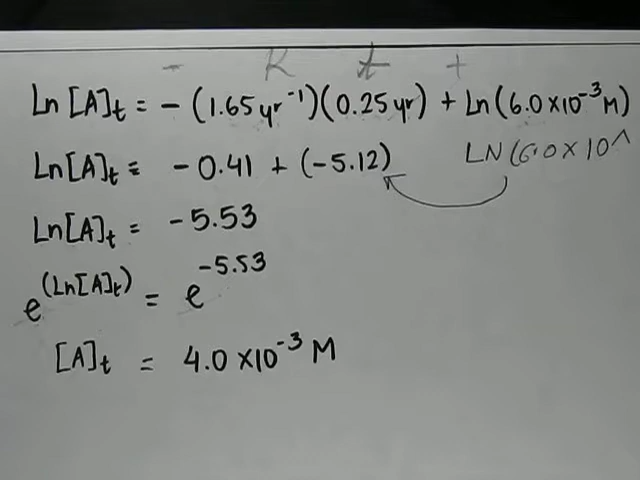 - K t +
Ln [A]t = - (1.65 yr⁻¹)(0.25 yr) + Ln(6.0×10⁻³ M)
Ln[A]t = -0.41 + (-5.12) LN(6.0×10^
Ln[A]t = -5.53
e^(Ln[A]t) = e^-5.53
[A]t = 4.0×10⁻³ M